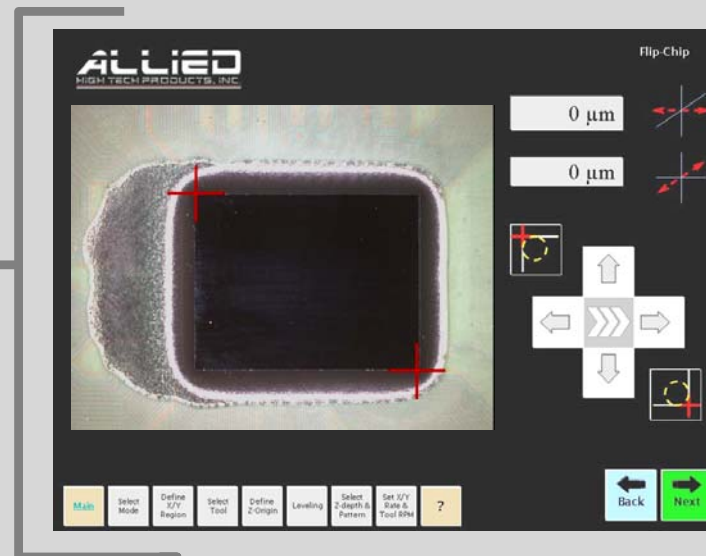 ALLIED
HIGH TECH PRODUCTS, INC.
Flip-Chip
0 µm
0 µm
Main
Select
Mode
Define
X/Y
Region
Select
Tool
Define
Z-Origin
Leveling
Select
Z-depth &
Pattern
Set X/Y
Rate &
Tool RPM
?
Back
Next